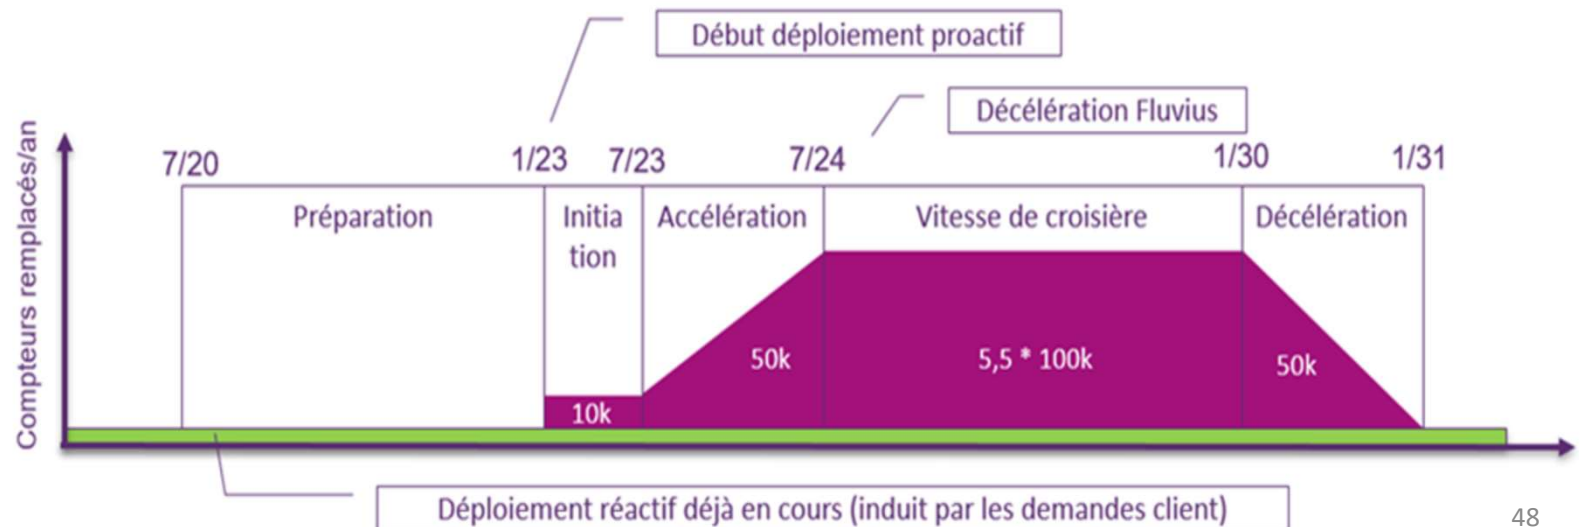 Début déploiement proactif
Décélération Fluvius
Compteurs remplacés/an
7/20
1/23
7/23
7/24
1/30
1/31
Préparation
Initia
tion
Accélération
Vitesse de croisière
Décélération
10k
50k
5,5 * 100k
50k
Déploiement réactif déjà en cours (induit par les demandes client)
48